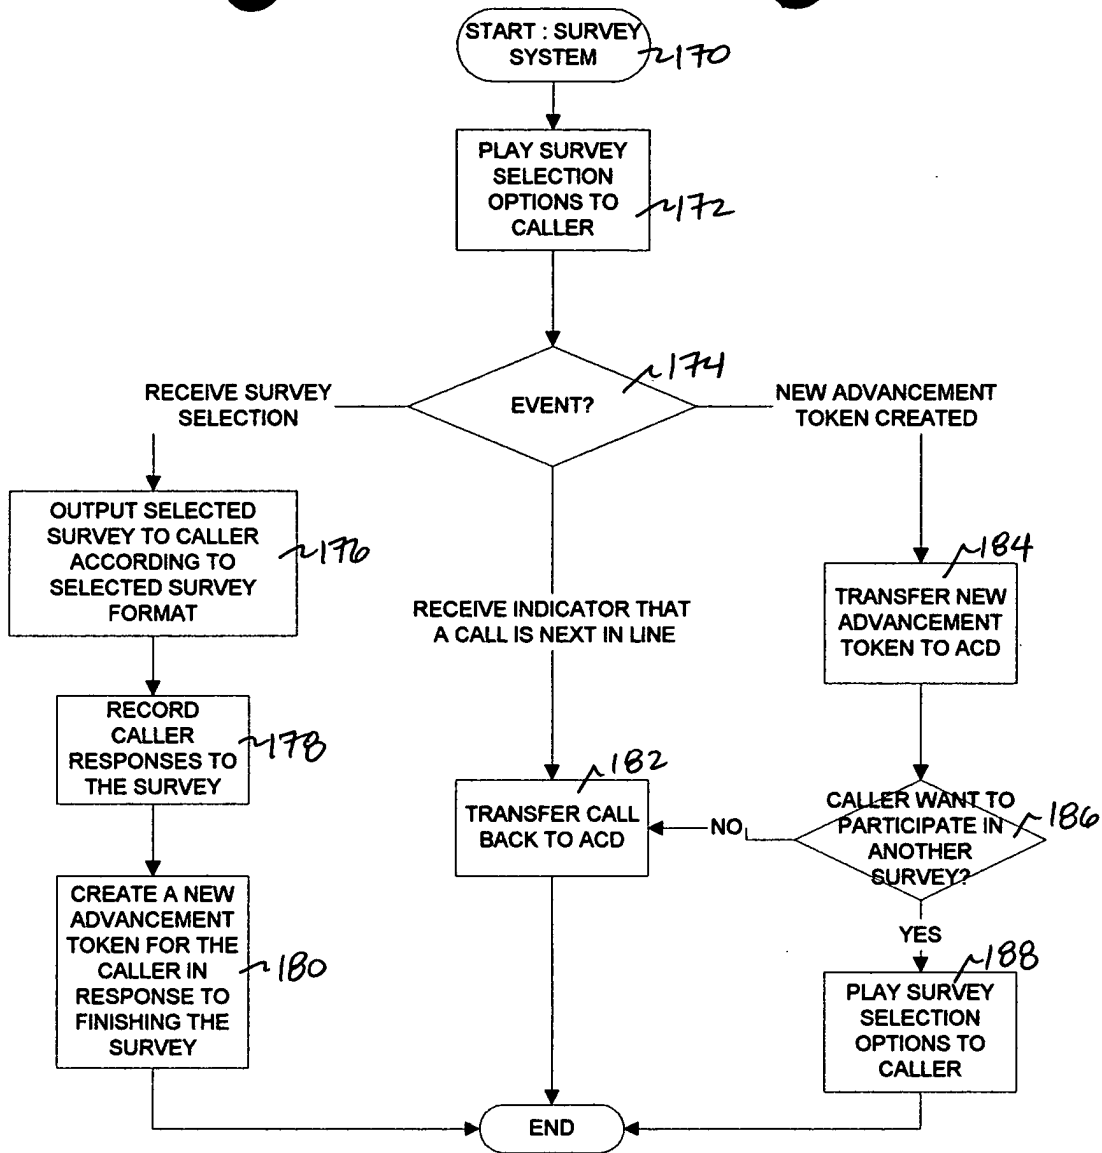 START : SURVEY
SYSTEM
170
PLAY SURVEY
SELECTION
OPTIONS TO
CALLER
172
174
EVENT?
RECEIVE SURVEY
SELECTION
NEW ADVANCEMENT
TOKEN CREATED
OUTPUT SELECTED
SURVEY TO CALLER
ACCORDING TO
SELECTED SURVEY
FORMAT
176
RECEIVE INDICATOR THAT
A CALL IS NEXT IN LINE
184
TRANSFER NEW
ADVANCEMENT
TOKEN TO ACD
RECORD
CALLER
RESPONSES TO
THE SURVEY
178
182
TRANSFER CALL
BACK TO ACD
NO
CALLER WANT TO
PARTICIPATE IN
ANOTHER
SURVEY?
186
CREATE A NEW
ADVANCEMENT
TOKEN FOR THE
CALLER IN
RESPONSE TO
FINISHING THE
SURVEY
180
YES
188
PLAY SURVEY
SELECTION
OPTIONS TO
CALLER
END